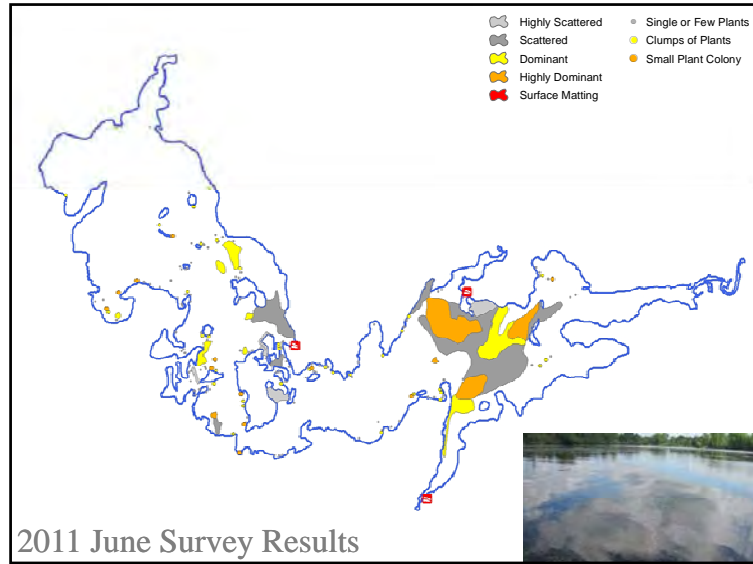 Highly Scattered
Scattered
Dominant
Highly Dominant
Surface Matting
Single or Few Plants
Clumps of Plants
Small Plant Colony
2011 June Survey Results